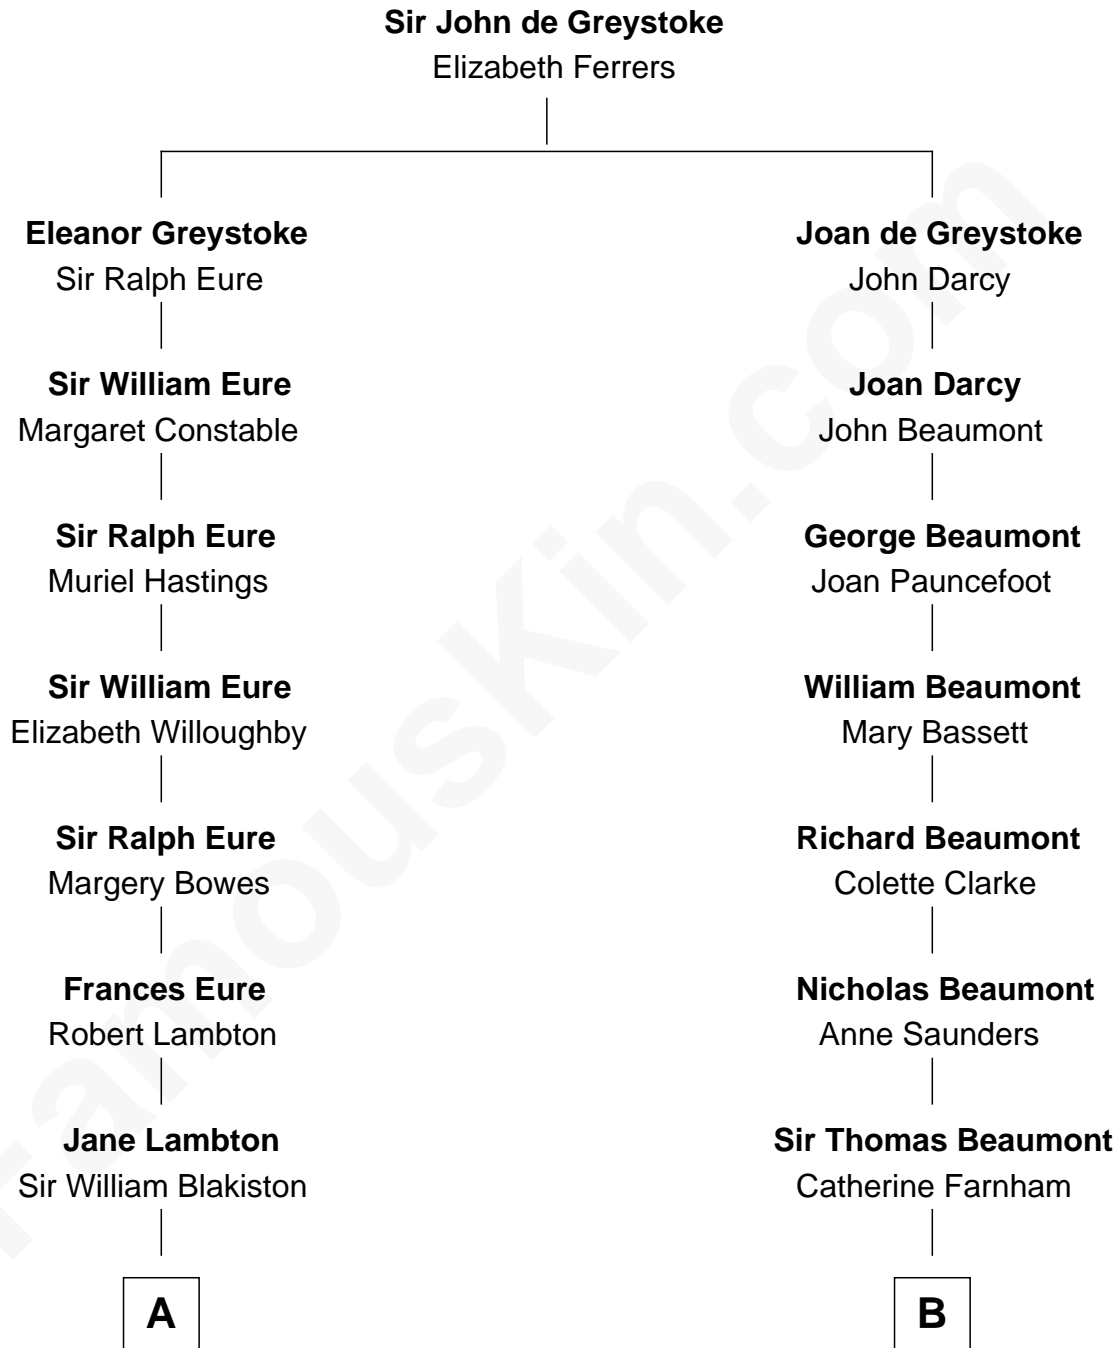 Sir John de Greystoke
Elizabeth Ferrers
Eleanor Greystoke
Sir Ralph Eure
Joan de Greystoke
John Darcy
Sir William Eure
Margaret Constable
Joan Darcy
John Beaumont
Sir Ralph Eure
Muriel Hastings
George Beaumont
Joan Pauncefoot
Sir William Eure
Elizabeth Willoughby
William Beaumont
Mary Bassett
Sir Ralph Eure
Margery Bowes
Richard Beaumont
Colette Clarke
Frances Eure
Robert Lambton
Nicholas Beaumont
Anne Saunders
Jane Lambton
Sir William Blakiston
Sir Thomas Beaumont
Catherine Farnham
A
B
FamousKin.com